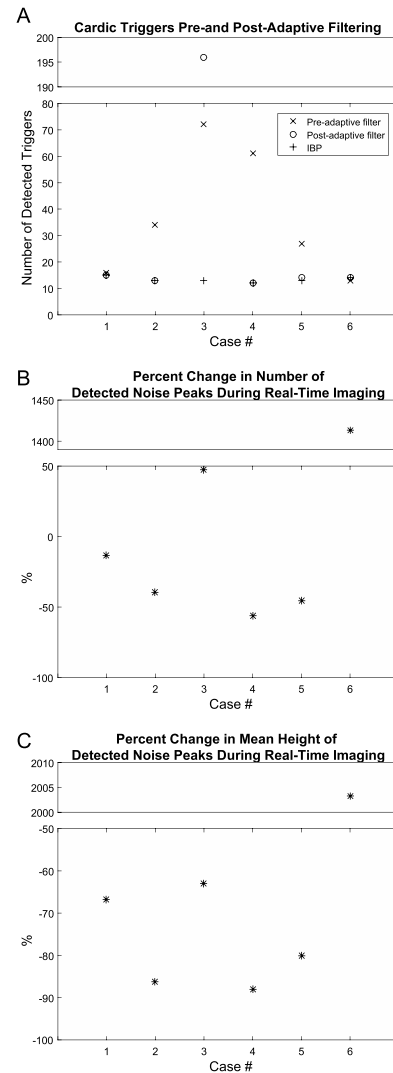 A
Cardic Triggers Pre-and Post-Adaptive Filtering
200
195
190
80
70
60
50
40
30
20
10
0
Number of Detected Triggers
Pre-adaptive filter
Post-adaptive filter
IBP
1 2 3 4 5 6
Case #
B
Percent Change in Number of
Detected Noise Peaks During Real-Time Imaging
1450
1400
50
0
-50
-100
%
1 2 3 4 5 6
Case #
C
Percent Change in Mean Height of
Detected Noise Peaks During Real-Time Imaging
2010
2005
2000
-50
-60
-70
-80
-90
-100
%
1 2 3 4 5 6
Case #